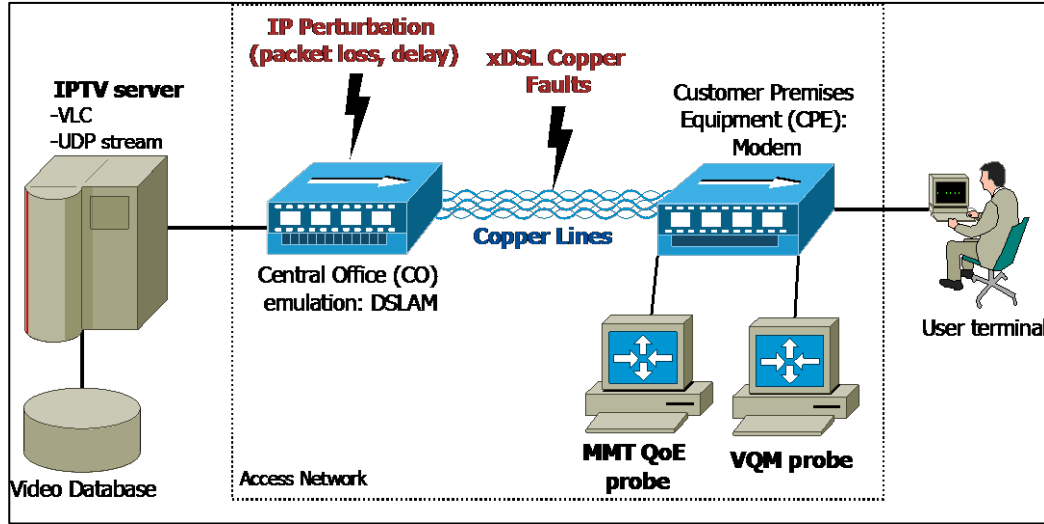 IP Perturbation
(packet loss, delay)
xDSL Copper
Faults
IPTV server
-VLC
-UDP stream
Customer Premises
Equipment (CPE):
Modem
Copper Lines
Central Office (CO)
emulation: DSLAM
User terminal
MMT QoE
probe
VQM probe
Access Network
Video Database